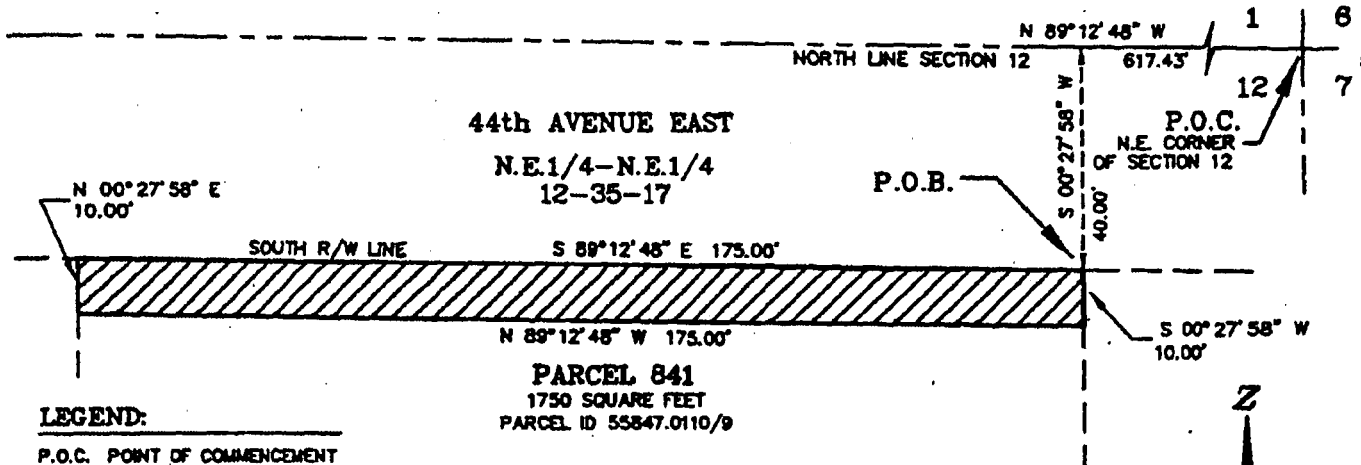 N 89°12'48" W
1
6
NORTH LINE SECTION 12
617.43'
12
7
44th AVENUE EAST
S 00°27'58" W
40.00'
P.O.C.
N.E. CORNER
OF SECTION 12
N.E.1/4-N.E.1/4
12-35-17
P.O.B.
N 00°27'58" E
10.00'
SOUTH R/W LINE
S 89°12'48" E 175.00'
N 89°12'48" W 175.00'
S 00°27'58" W
10.00'
PARCEL 841
1750 SQUARE FEET
PARCEL ID 55847.0110/9
LEGEND:
P.O.C. POINT OF COMMENCEMENT
Z